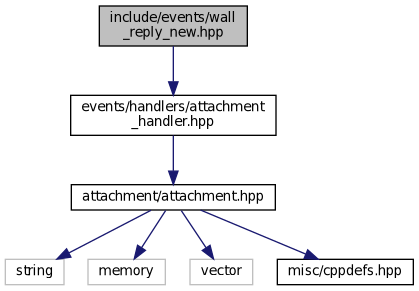 include/events/wall
_reply_new.hpp
events/handlers/attachment
_handler.hpp
attachment/attachment.hpp
string
memory
vector
misc/cppdefs.hpp